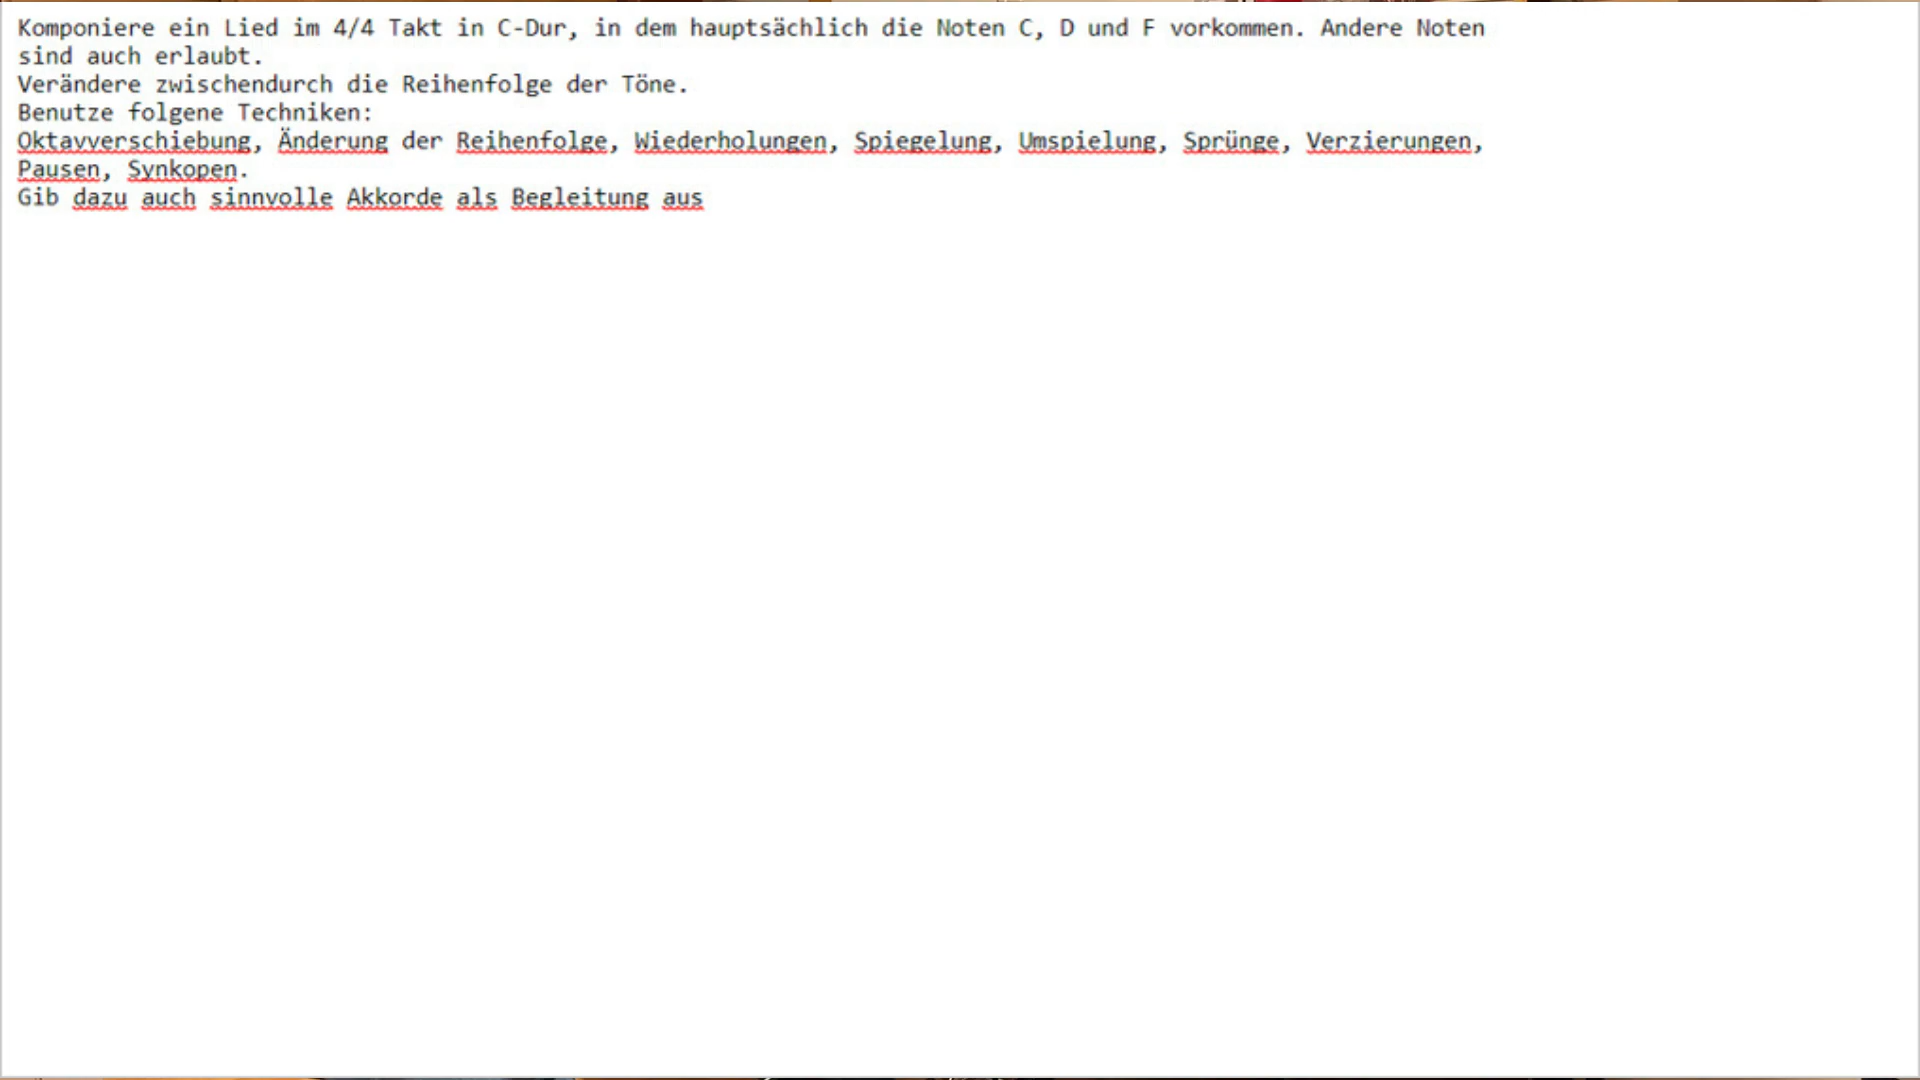 Komponiere ein Lied im 4/4 Takt in C-Dur, in dem hauptsächlich die Noten C, D und F vorkommen. Andere Noten
sind auch erlaubt.
Verändere zwischendurch die Reihenfolge der Töne.
Benutze folgene Techniken:
Oktavverschiebung, Änderung der Reihenfolge, Wiederholungen, Spiegelung, Umspielung, Sprünge, Verzierungen,
Pausen, Synkopen.
Gib dazu auch sinnvolle Akkorde als Begleitung aus